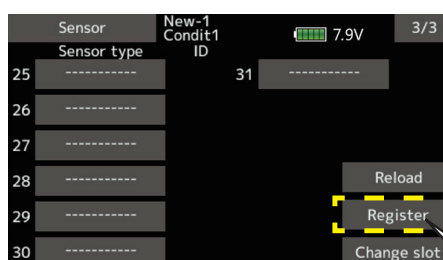 Sensor New-1 7.9V 3/3
Condit1
Sensor type ID
25 ----------- 31 -----------
26 -----------
27 -----------
28 ----------- Reload
29 ----------- Register
30 ----------- Change slot